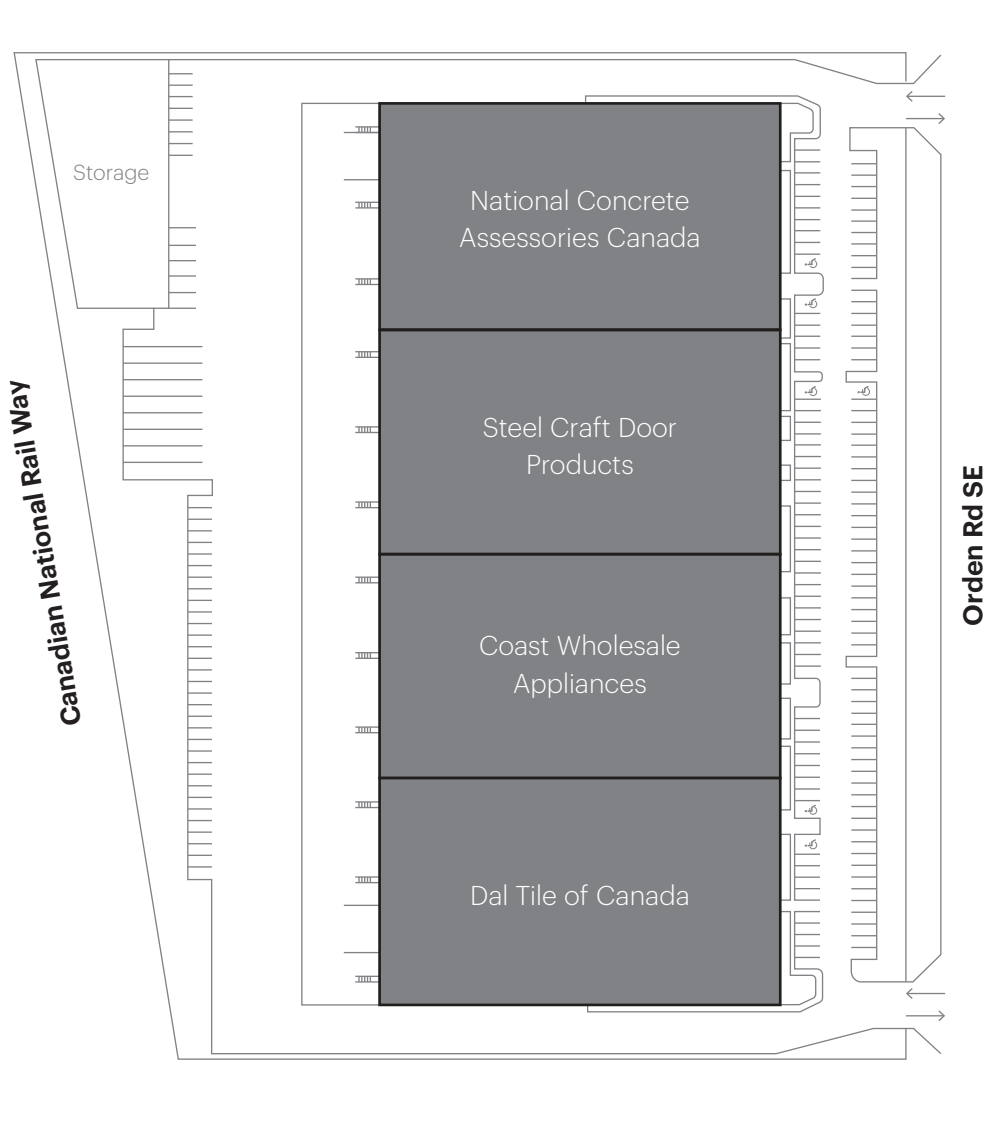 Storage
National Concrete
Assessories Canada
Steel Craft Door
Products
Coast Wholesale
Appliances
Dal Tile of Canada
Canadian National Rail Way
Orden Rd SE